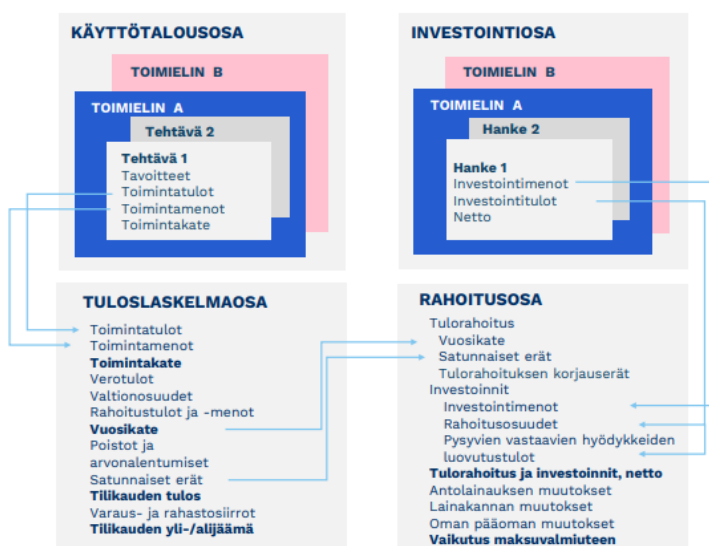 KÄYTTÖTALOUSOSA
TOIMIELIN B
TOIMIELIN A
Tehtävä 2
Tehtävä 1
Tavoitteet
Toimintatulot
Toimintamenot
Toimintakate
INVESTOINTIOSA
TOIMIELIN B
TOIMIELIN A
Hanke 2
Hanke 1
Investointimenot
Investointitulot
Netto
TULOSLASKELMAOSA
Toimintatulot
Toimintamenot
Toimintakate
Verotulot
Valtionosuudet
Rahoitustulot ja -menot
Vuosikate
Poistot ja
arvonalentumiset
Satunnaiset erät
Tilikauden tulos
Varaus- ja rahastosiirrot
Tilikauden yli-/alijäämä
RAHOITUSOSA
Tulorahoitus
Vuosikate
Satunnaiset erät
Tulorahoituksen korjauserät
Investoinnit
Investointimenot
Rahoitusosuudet
Pysyvien vastaavien hyödykkeiden
luovutustulot
Tulorahoitus ja investoinnit, netto
Antolainauksen muutokset
Lainakannan muutokset
Oman pääoman muutokset
Vaikutus maksuvalmiuteen